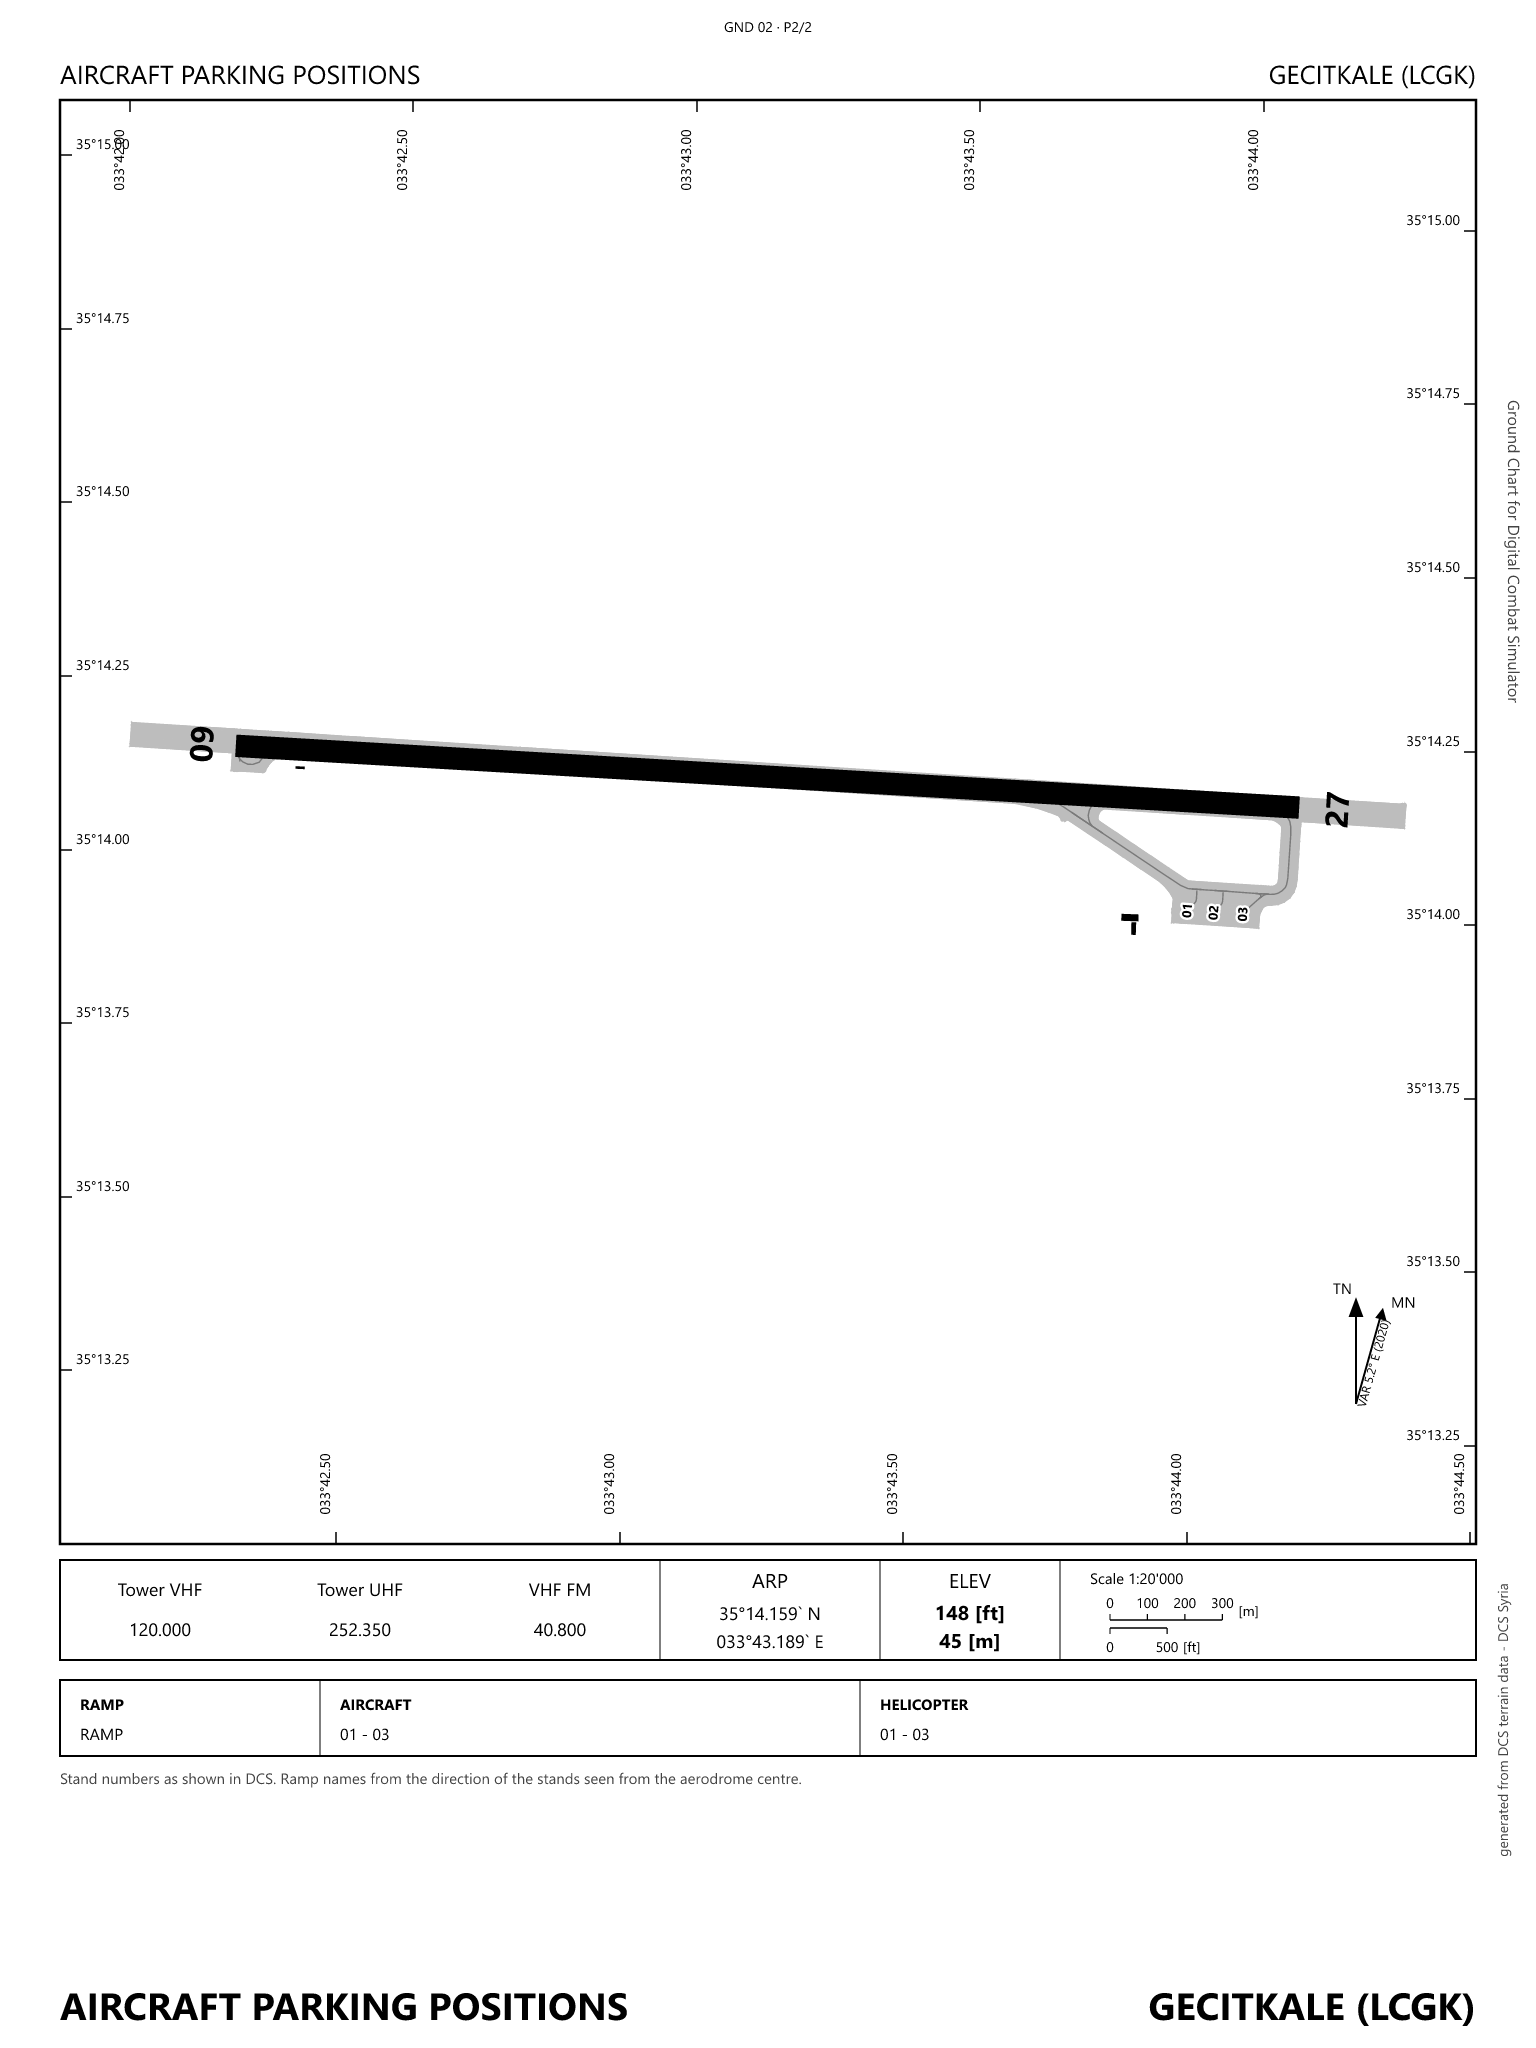 GND 02 · P2/2
AIRCRAFT PARKING POSITIONS
GECITKALE (LCGK)
033°42.00
033°42.50
033°43.00
033°43.50
033°44.00
35°15.00
35°14.75
35°14.50
35°14.25
35°14.00
35°13.75
35°13.50
35°13.25
35°15.00
35°14.75
35°14.50
35°14.25
35°14.00
35°13.75
35°13.50
35°13.25
09
27
01
02
03
TN
MN
VAR 5.2° E (2020)
033°42.50
033°43.00
033°43.50
033°44.00
033°44.50
Ground Chart for Digital Combat Simulator
Tower VHF
120.000
Tower UHF
252.350
VHF FM
40.800
ARP
35°14.159` N
033°43.189` E
ELEV
148 [ft]
45 [m]
Scale 1:20'000
0 100 200 300 [m]
0 500 [ft]
RAMP
RAMP
AIRCRAFT
01 - 03
HELICOPTER
01 - 03
Stand numbers as shown in DCS. Ramp names from the direction of the stands seen from the aerodrome centre.
generated from DCS terrain data - DCS Syria
AIRCRAFT PARKING POSITIONS
GECITKALE (LCGK)